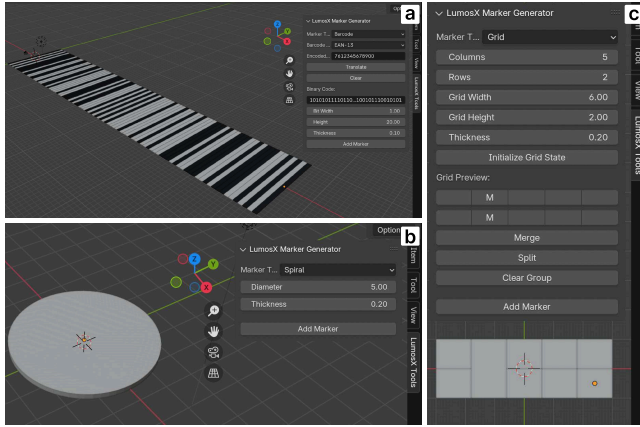 a
Optio
LumosX Marker Generator
Marker T... Barcode
Barcode ... EAN-13
Encoded... 7612345678900
Translate
Clear
Binary Code:
10101011110110...100101110010101
Bit Width 1.00
Height 20.00
Thickness 0.10
Add Marker
Tool
View
LumosX Tools
b
Option
LumosX Marker Generator
Marker T... Spiral
Diameter 5.00
Thickness 0.20
Add Marker
Item
Tool
View
LumosX Tools
Z
Y
X
c
LumosX Marker Generator
Marker T... Grid
Columns 5
Rows 2
Grid Width 6.00
Grid Height 2.00
Thickness 0.20
Initialize Grid State
Grid Preview:
M
M
Merge
Split
Clear Group
Add Marker
Tool
View
LumosX Tools